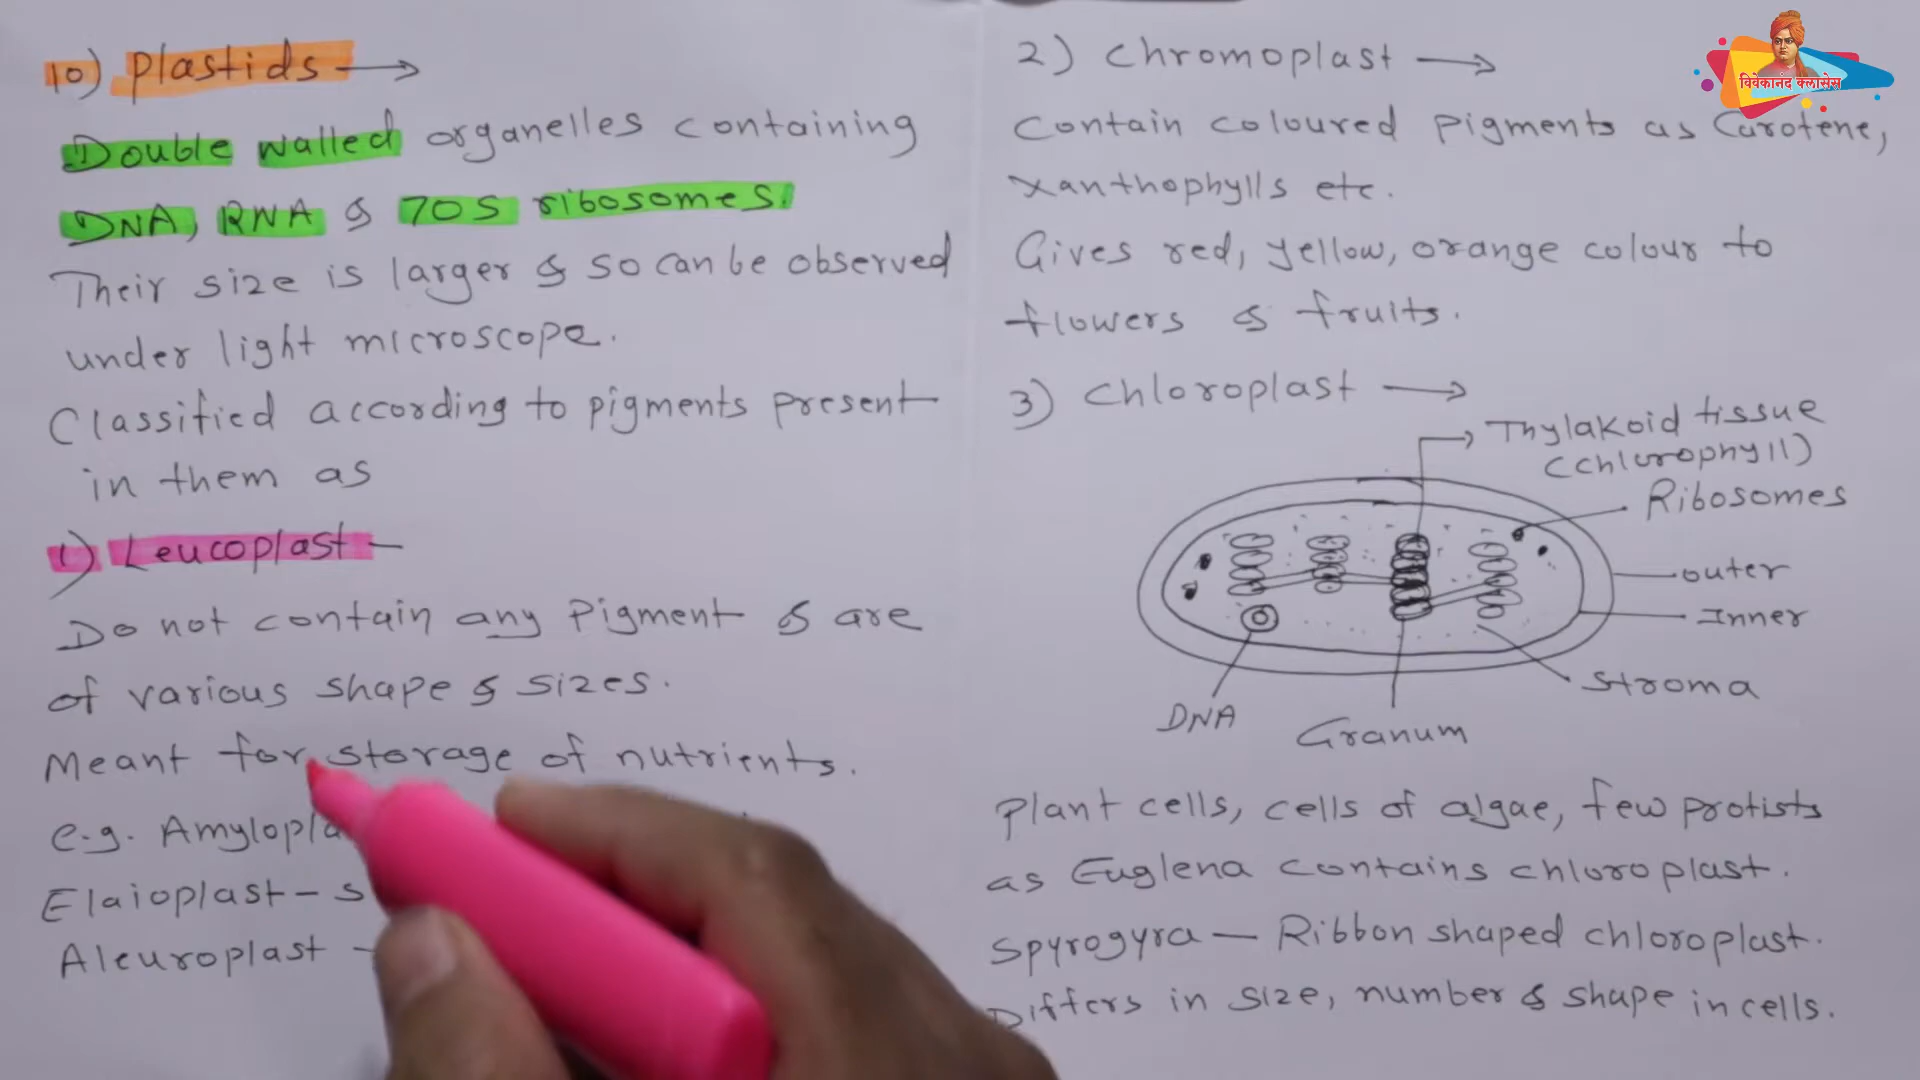 10) Plastids →
Double walled organelles containing
DNA, RNA & 70S ribosomes.
Their size is larger & so can be observed
under light microscope.
Classified according to pigments present
in them as
1) Leucoplast -
Do not contain any pigment & are
of various shape & sizes.
Meant for storage of nutrients.
e.g.
Elaioplast -
Aleuroplast -
2) Chromoplast →
Contain coloured pigments as Carotene,
xanthophylls etc.
Gives red, yellow, orange colour to
flowers & fruits.
3) Chloroplast →
Thylakoid tissue
(chlorophyll)
Ribosomes
outer
Inner
Stroma
DNA
Granum
Plant cells, cells of algae, few protists
as Euglena contains chloroplast.
Spyrogyra — Ribbon shaped chloroplast.
Differs in size, number & shape in cells.
विवेकानंद क्लासेस